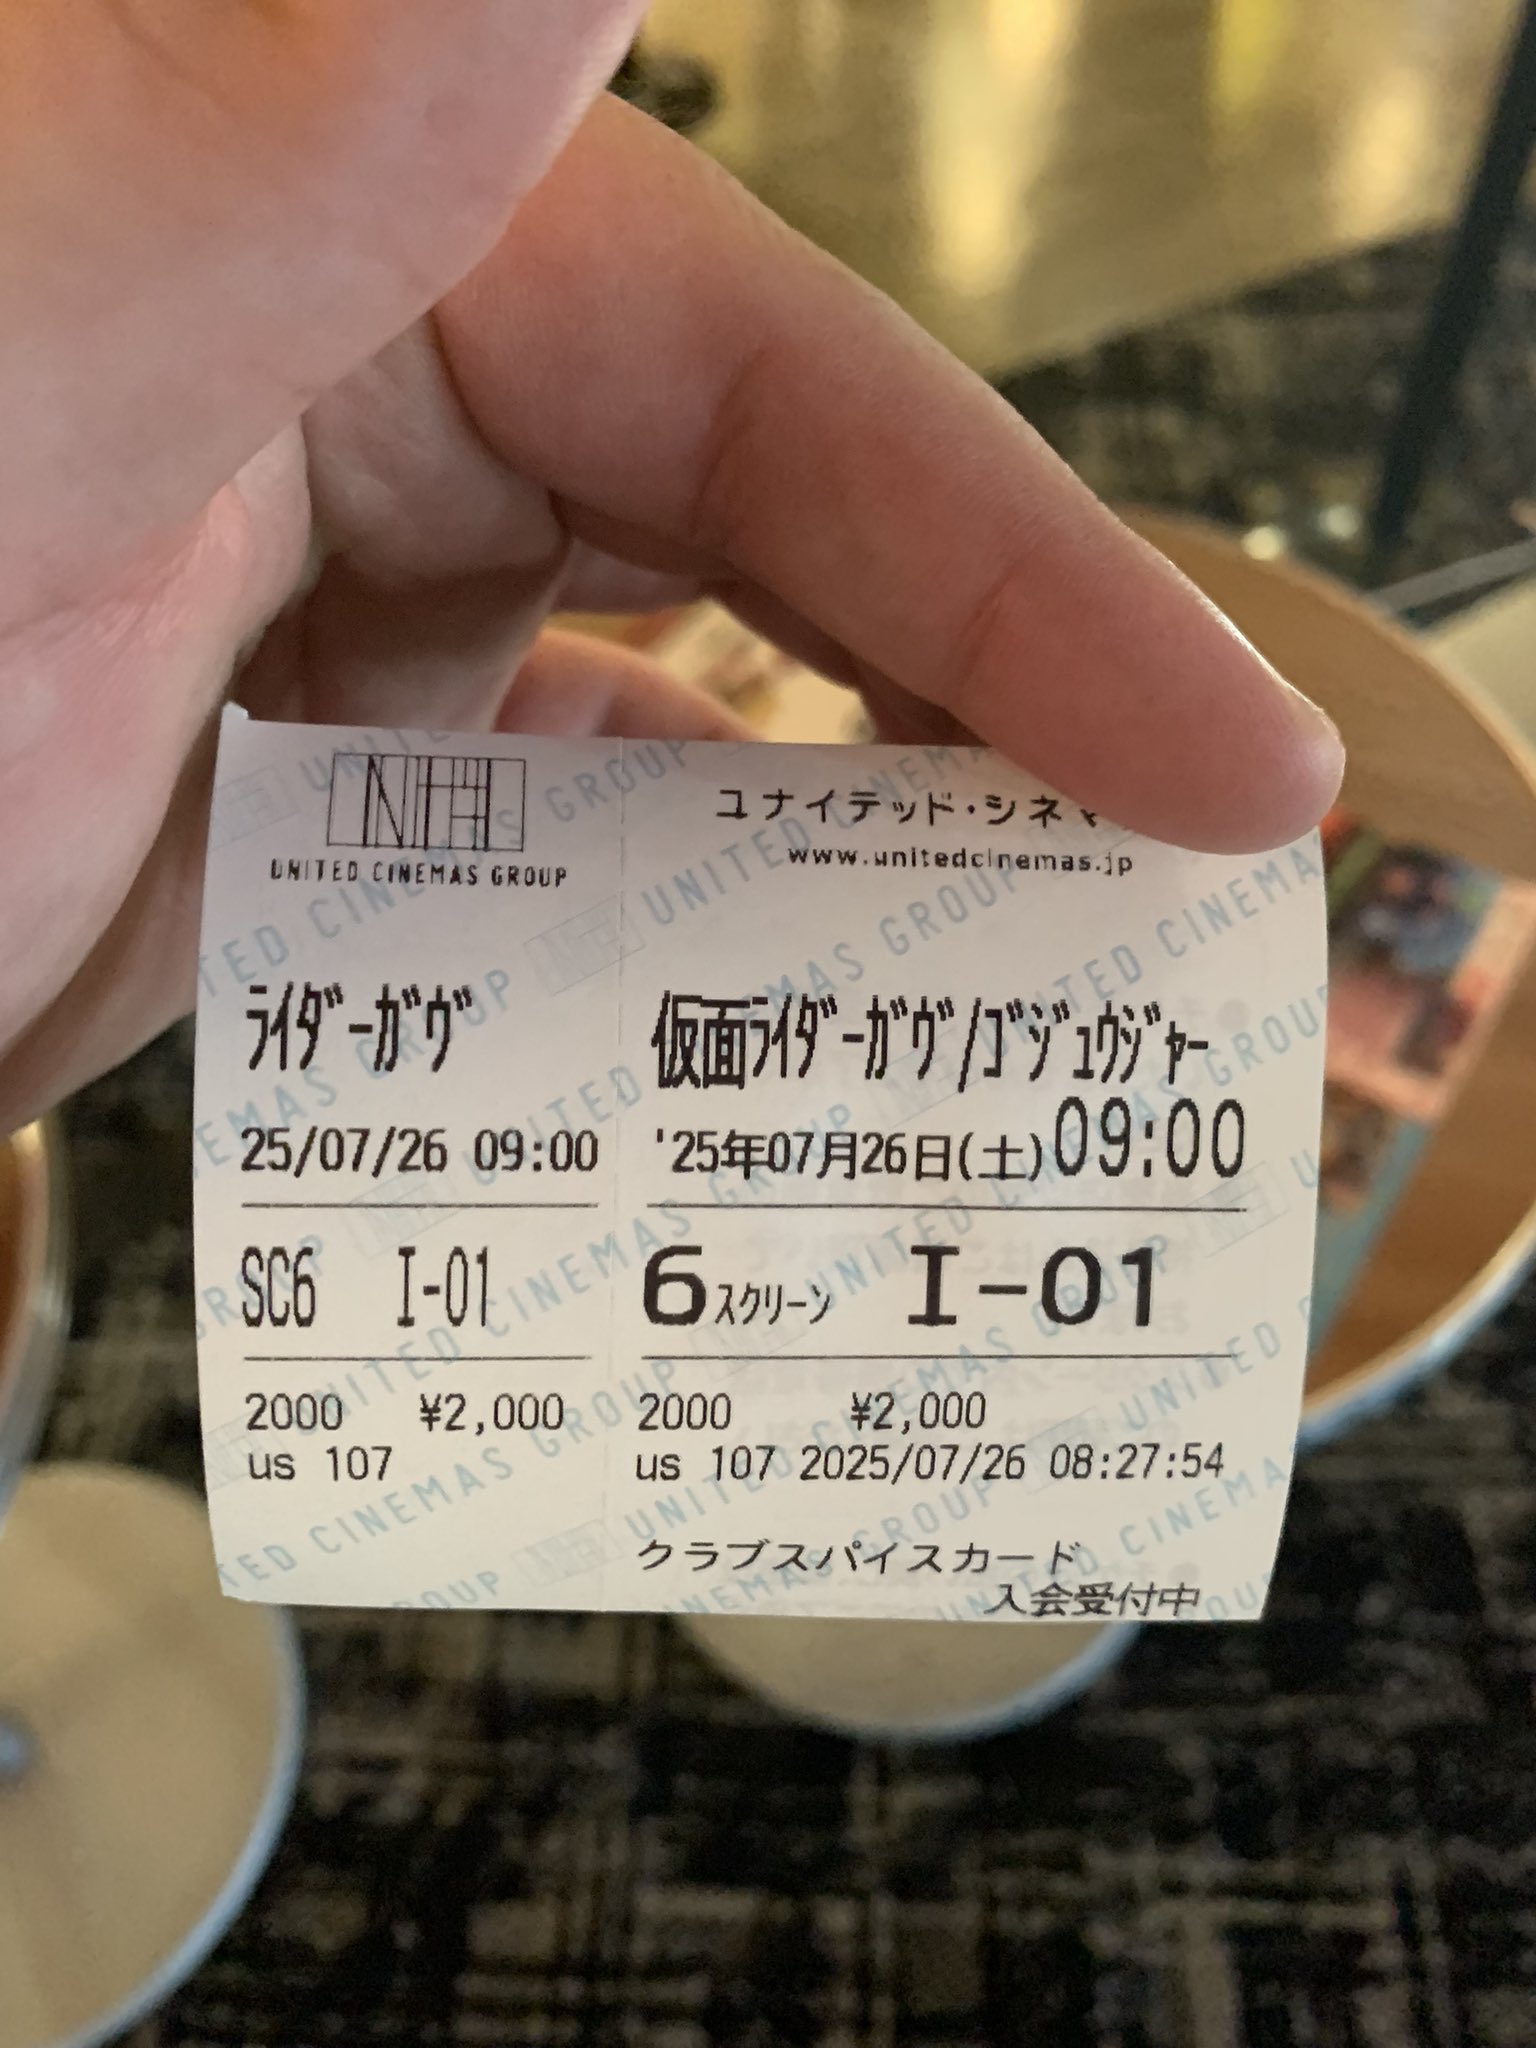 UNITED CINEMAS GROUP
ユナイテッド・シネ
www.unitedcinemas.jp
ライダーガヴ
25/07/26 09:00
SC6 I-01
2000 ¥2,000
us 107
仮面ライダーガヴ/ゴジュウジャー
'25年07月26日(土)09:00
6スクリーン I-01
2000 ¥2,000
us 107 2025/07/26 08:27:54
クラブスパイスカード
入会受付中